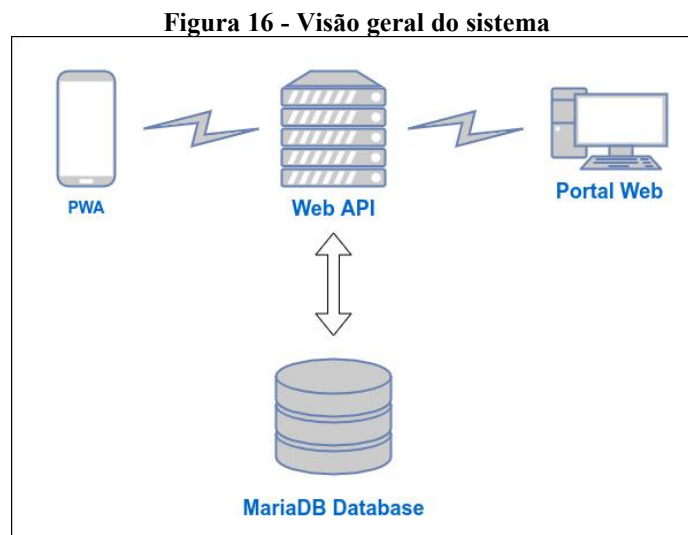 Figura 16 - Visão geral do sistema
PWA
Web API
Portal Web
MariaDB Database